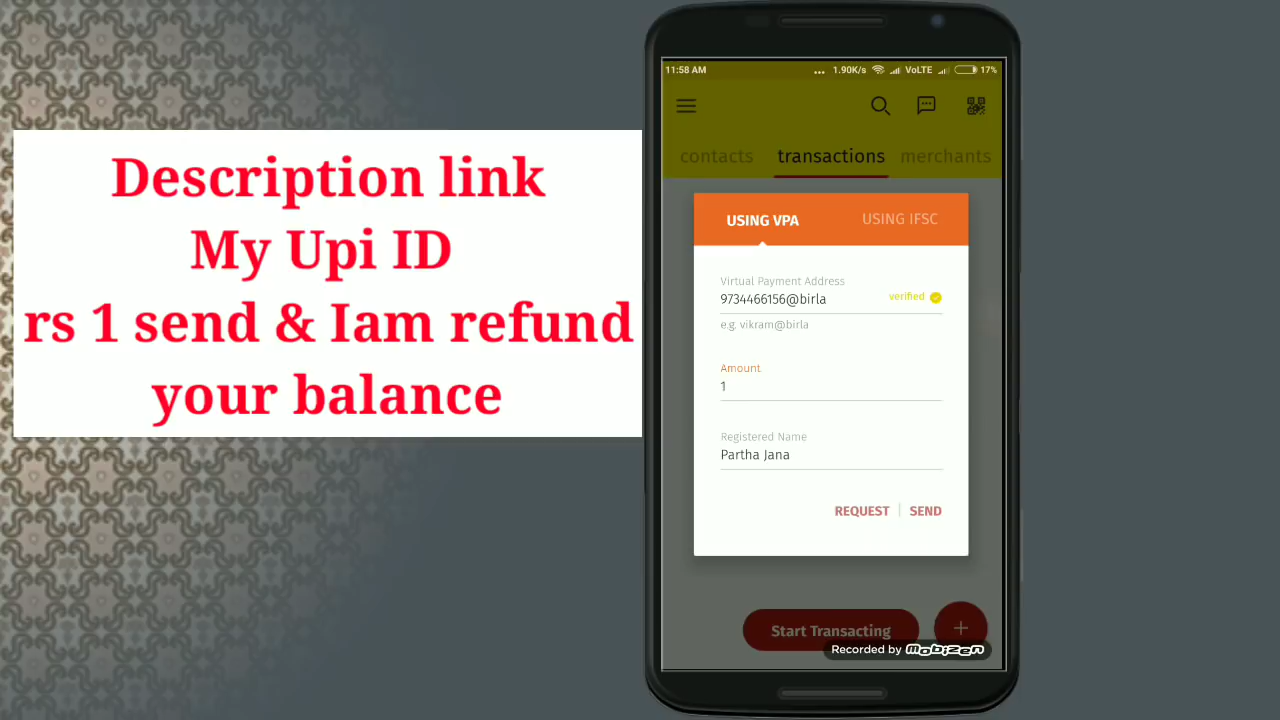 Description link
My Upi ID
rs 1 send & Iam refund
your balance
11:58 AM
... 1.90K/s VoLTE 17%
contacts transactions merchants
USING VPA USING IFSC
Virtual Payment Address
9734466156@birla verified
e.g. vikram@birla
Amount
1
Registered Name
Partha Jana
REQUEST | SEND
Start Transacting +
Recorded by mobizen